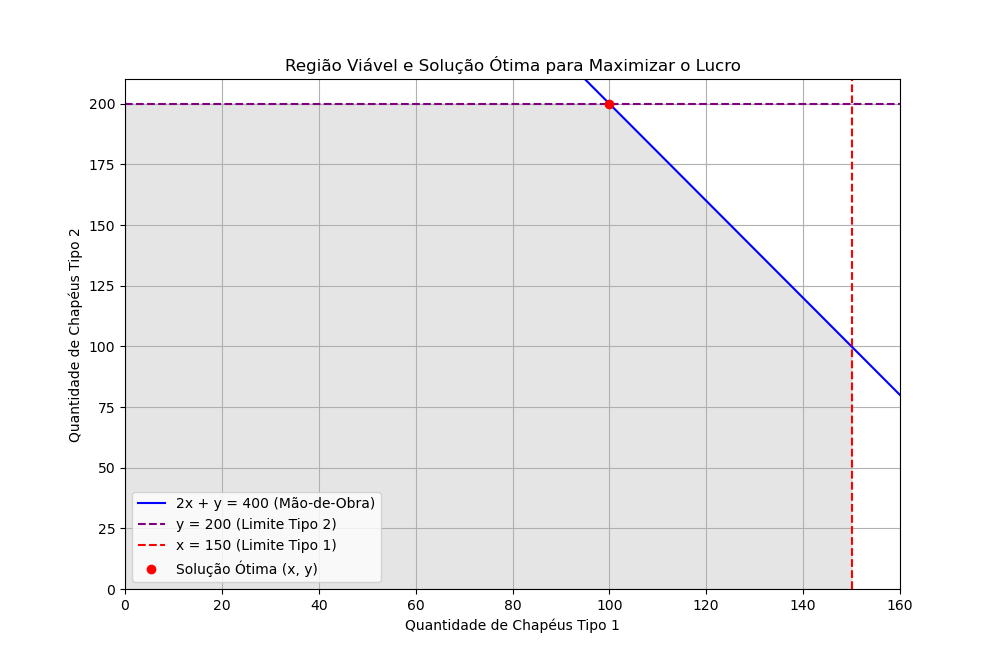 Região Viável e Solução Ótima para Maximizar o Lucro
Quantidade de Chapéus Tipo 2
200
175
150
125
100
75
50
25
0
2x + y = 400 (Mão-de-Obra)
y = 200 (Limite Tipo 2)
x = 150 (Limite Tipo 1)
Solução Ótima (x, y)
0 20 40 60 80 100 120 140 160
Quantidade de Chapéus Tipo 1